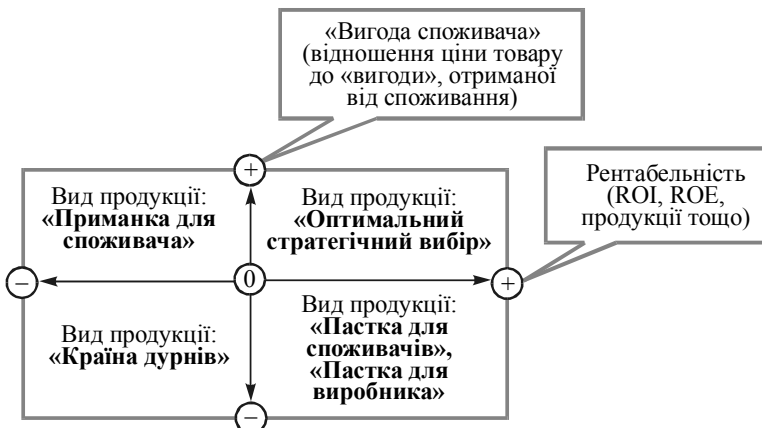 «Вигода споживача»
(відношення ціни товару
до «вигоди», отриманої
від споживання)
Рентабельність
(ROI, ROE,
продукції тощо)
+
Вид продукції:
«Приманка для
споживача»
Вид продукції:
«Оптимальний
стратегічний вибір»
–
0
+
Вид продукції:
«Країна дурнів»
Вид продукції:
«Пастка для
споживачів»,
«Пастка для
виробника»
–